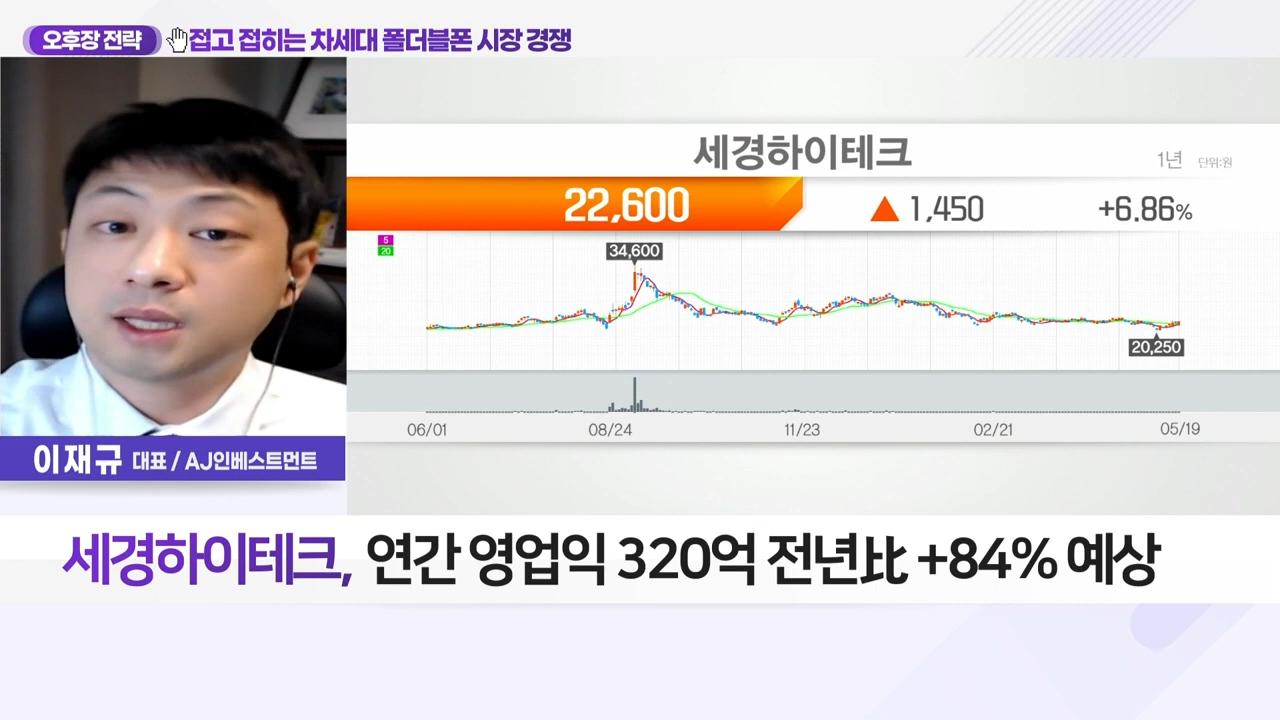 오후장 전략 접고 접히는 차세대 폴더블폰 시장 경쟁
세경하이테크
1년 단위:원
22,600 ▲ 1,450 +6.86%
5
20
34,600
20,250
06/01 08/24 11/23 02/21 05/19
이재규 대표 / AJ인베스트먼트
세경하이테크, 연간 영업익 320억 전년比 +84% 예상